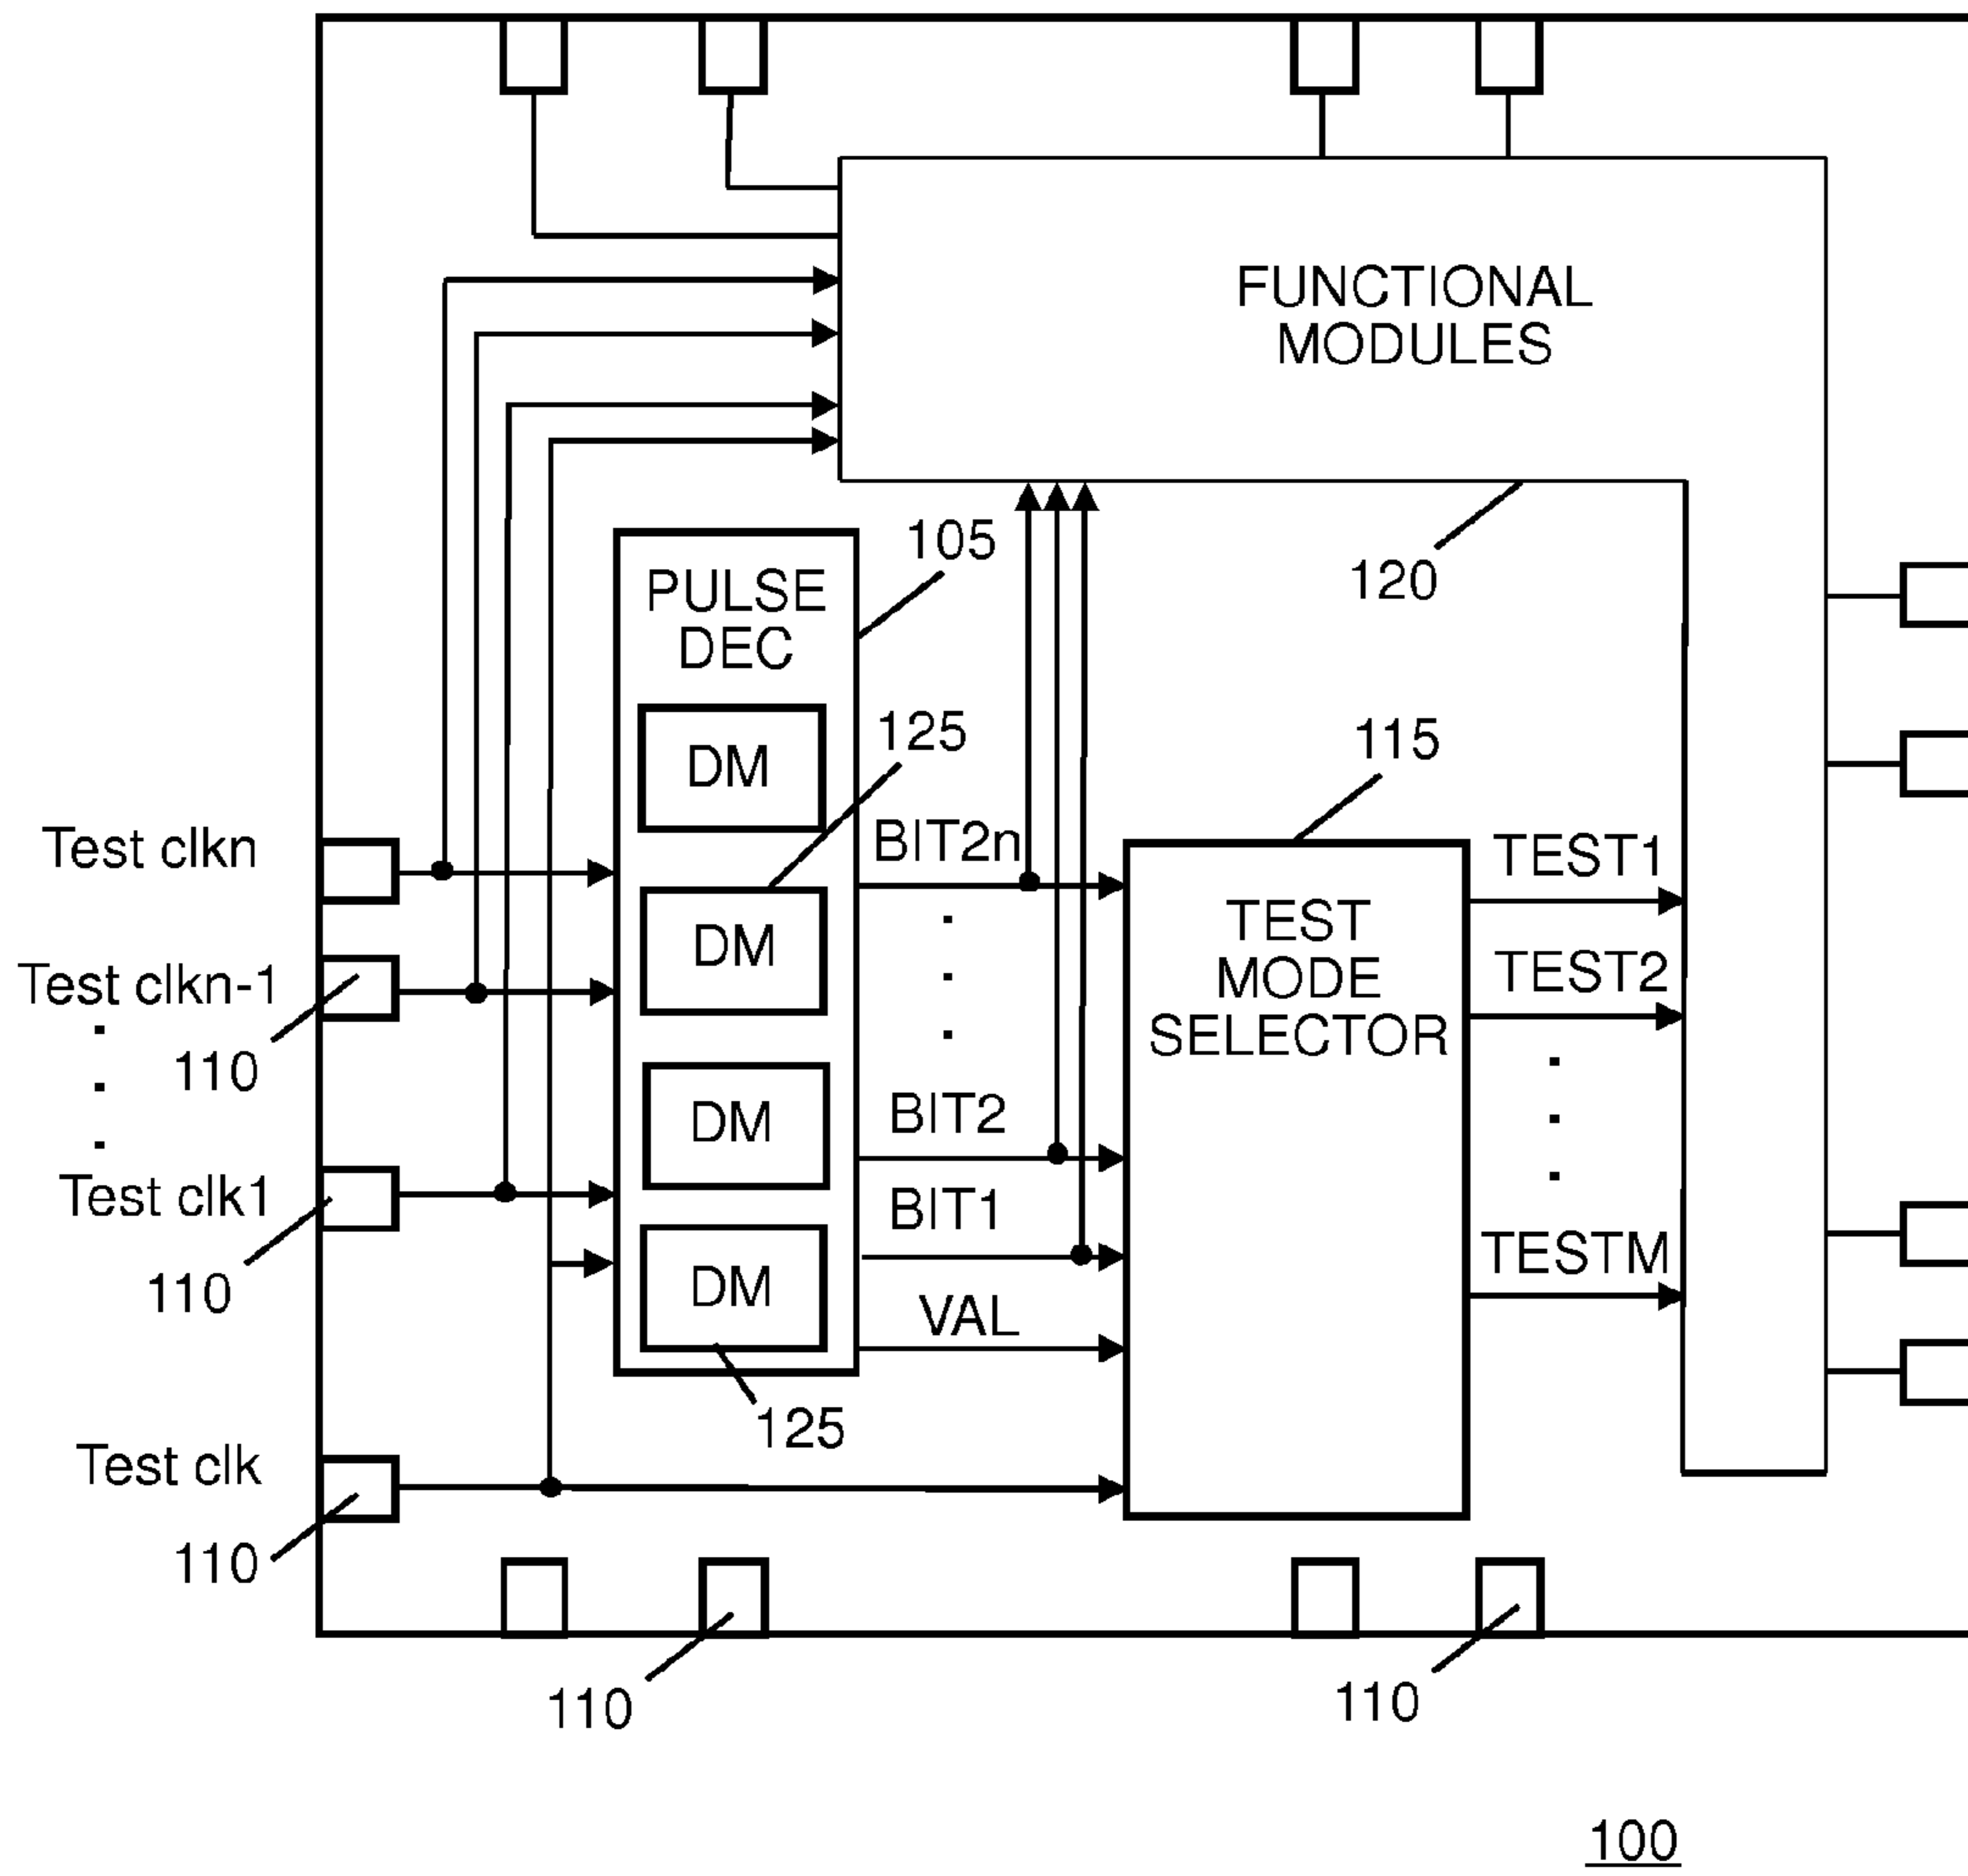 FUNCTIONAL
MODULES
120
105
PULSE
DEC
DM
DM
DM
DM
125
125
115
Test clkn
Test clkn-1
.
.
.
Test clk1
Test clk
110
110
110
BIT2n
.
.
.
BIT2
BIT1
VAL
TEST
MODE
SELECTOR
TEST1
TEST2
.
.
.
TESTM
110
110
100